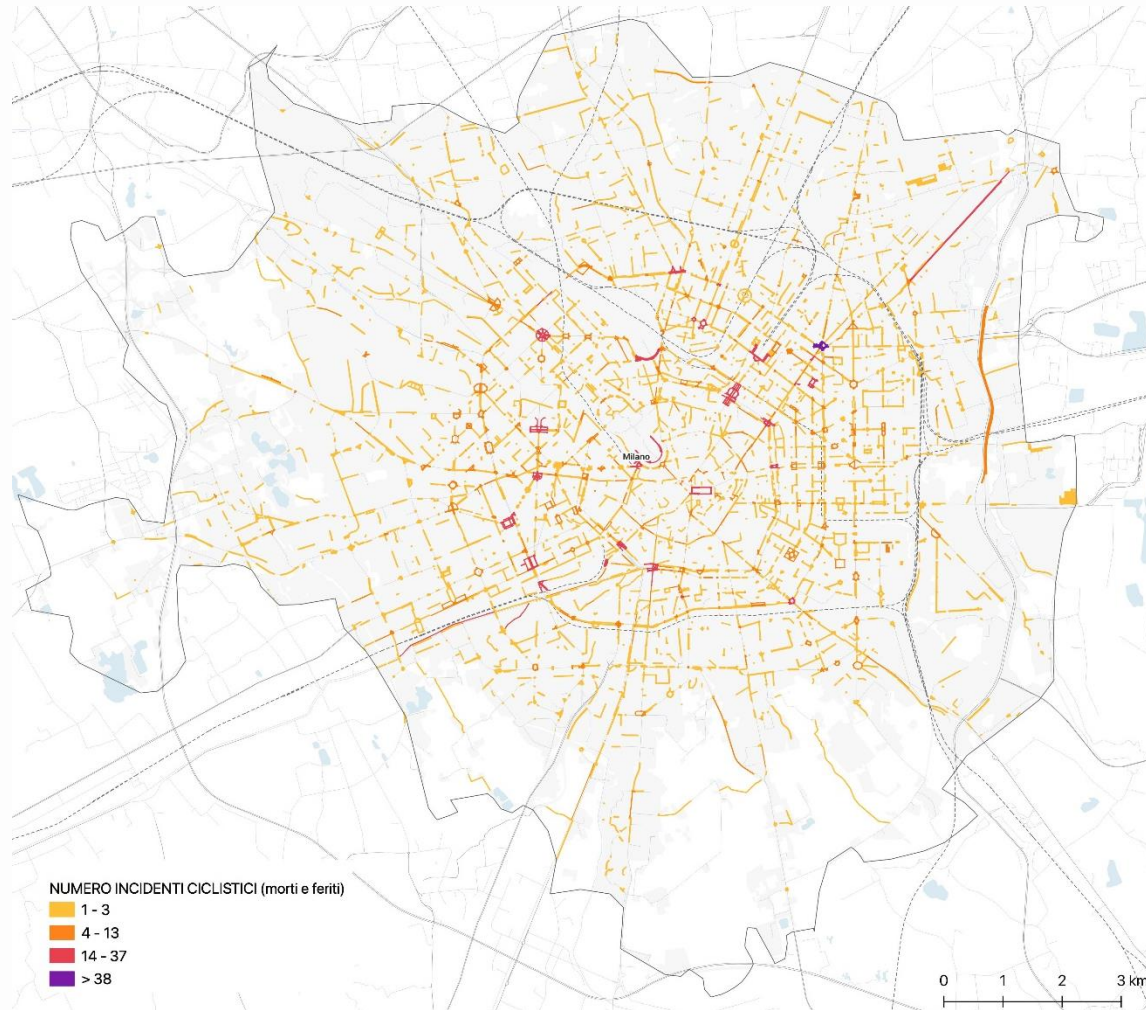 Milano
NUMERO INCIDENTI CICLISTICI (morti e feriti)
1 - 3
4 - 13
14 - 37
> 38
0 1 2 3 km